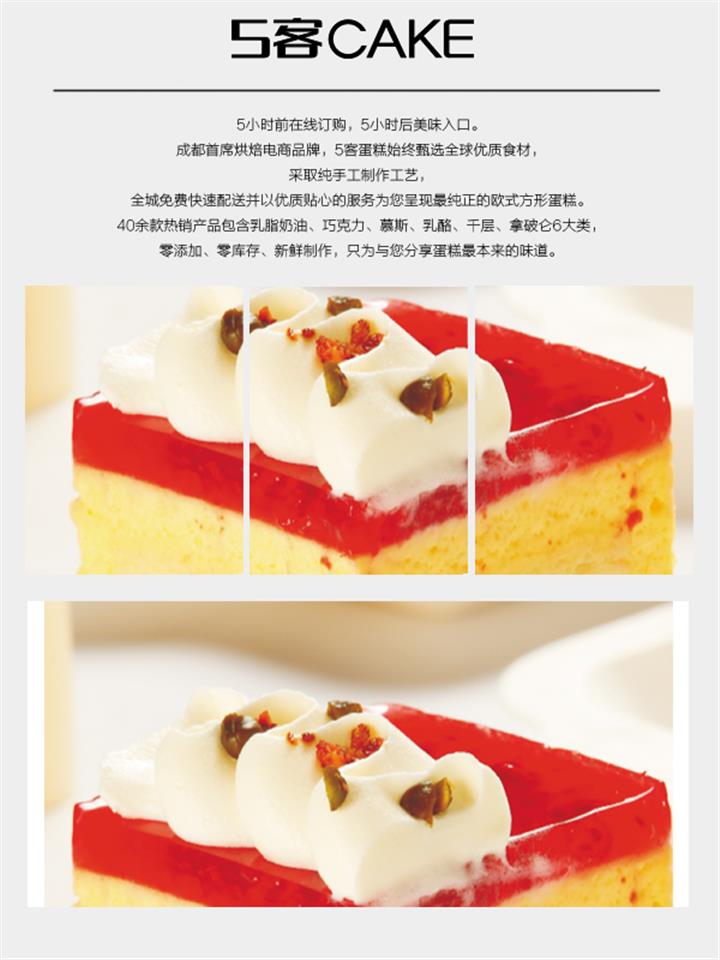 5客CAKE
5小时前在线订购，5小时后美味入口。
成都首席烘焙电商品牌，5客蛋糕始终甄选全球优质食材，
采取纯手工制作工艺，
全城免费快速配送并以优质贴心的服务为您呈现最纯正的欧式方形蛋糕。
40余款热销产品包含乳脂奶油、巧克力、慕斯、乳酪、千层、拿破仑6大类，
零添加、零库存、新鲜制作，只为与您分享蛋糕最本来的味道。